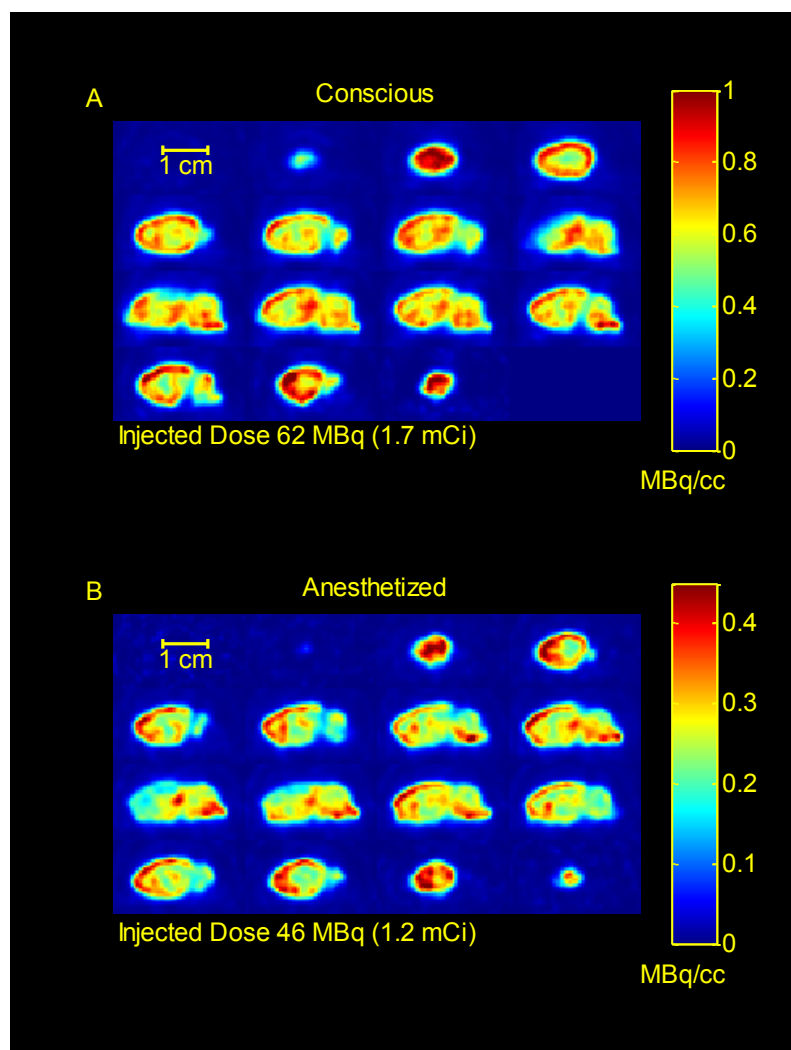 A
Conscious
1 cm
1
0.8
0.6
0.4
0.2
0
Injected Dose 62 MBq (1.7 mCi)
MBq/cc
B
Anesthetized
1 cm
0.4
0.3
0.2
0.1
0
Injected Dose 46 MBq (1.2 mCi)
MBq/cc